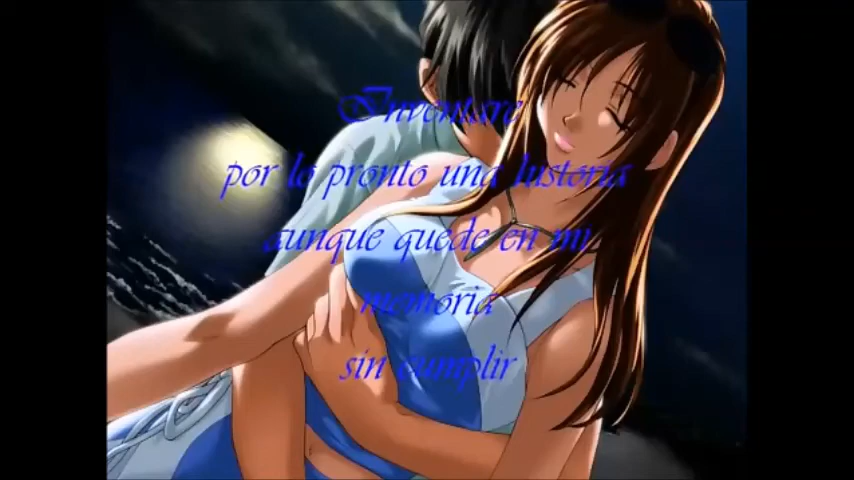 Inventare
por lo pronto una historia
aunque quede en mi
memoria
sin cumplir